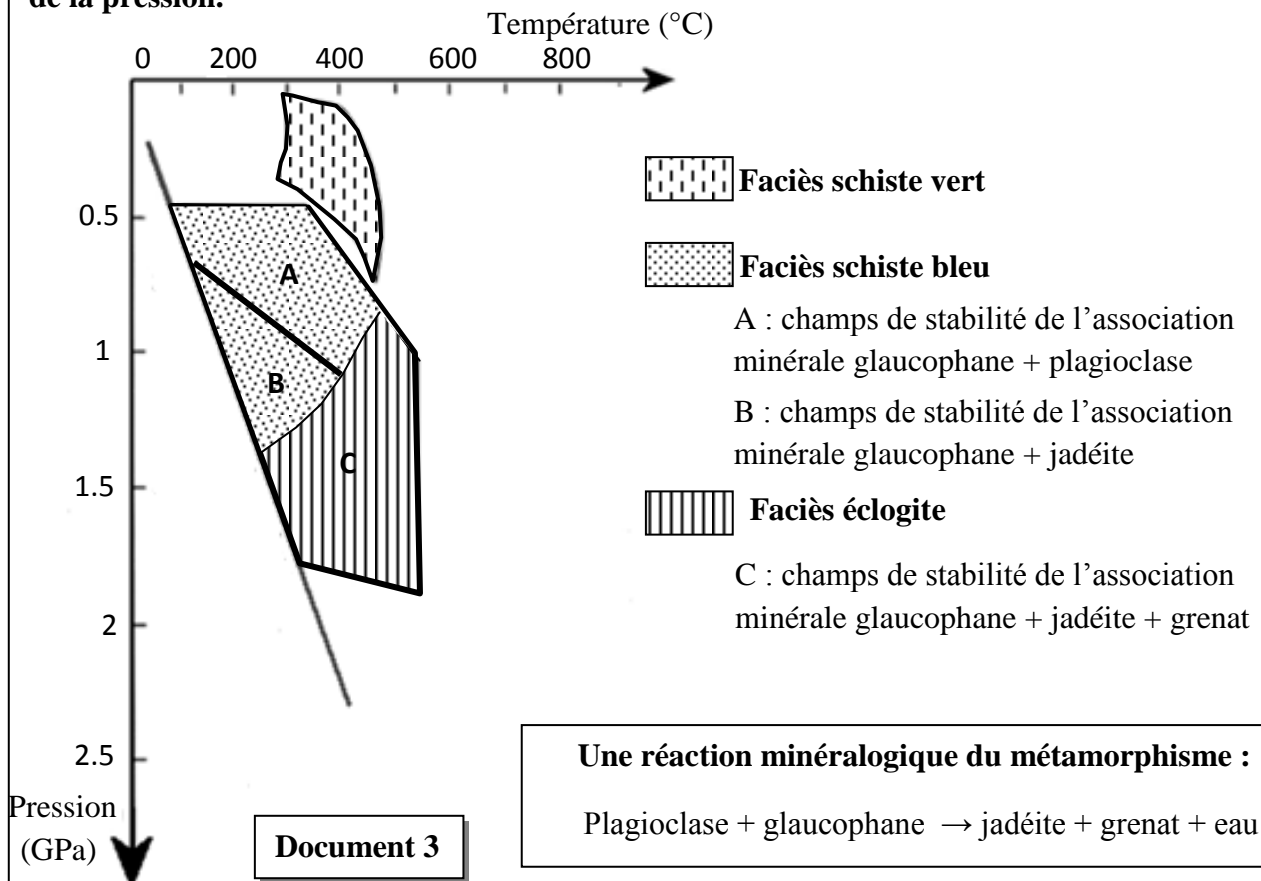 de la pression.
Température (°C)
0 200 400 600 800
0.5
1
1.5
2
2.5
Pression
(GPa)
A
B
C
Faciès schiste vert
Faciès schiste bleu
A : champs de stabilité de l’association
minérale glaucophane + plagioclase
B : champs de stabilité de l’association
minérale glaucophane + jadéite
Faciès éclogite
C : champs de stabilité de l’association
minérale glaucophane + jadéite + grenat
Document 3
Une réaction minéralogique du métamorphisme :
Plagioclase + glaucophane → jadéite + grenat + eau